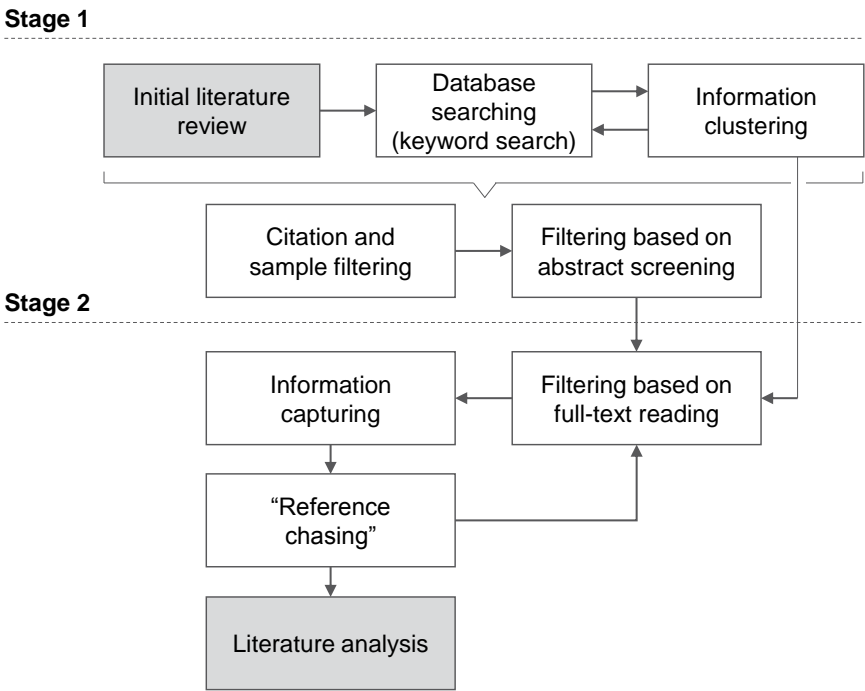 Stage 1
Initial literature
review
Database
searching
(keyword search)
Information
clustering
Citation and
sample filtering
Filtering based on
abstract screening
Stage 2
Information
capturing
Filtering based on
full-text reading
“Reference
chasing”
Literature analysis